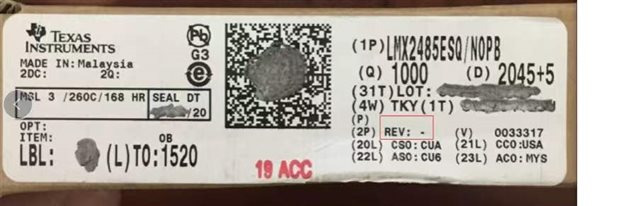 TEXAS
INSTRUMENTS
MADE IN: Malaysia
2DC: 2Q:
MSL 3 /260C/168 HR
SEAL DT
/20
OPT:
ITEM: OB
LBL: (L)TO:1520
Pb
G3
e
19 ACC
(1P)LMX2485ESQ/NOPB
(Q) 1000 (D) 2045+5
(31T)LOT:
(4W) TKY(1T)
(P)
(2P) REV: - (V) 0033317
(20L) CSO:CUA (21L) CCO:USA
(22L) ASO:CU6 (23L) ACO:MYS